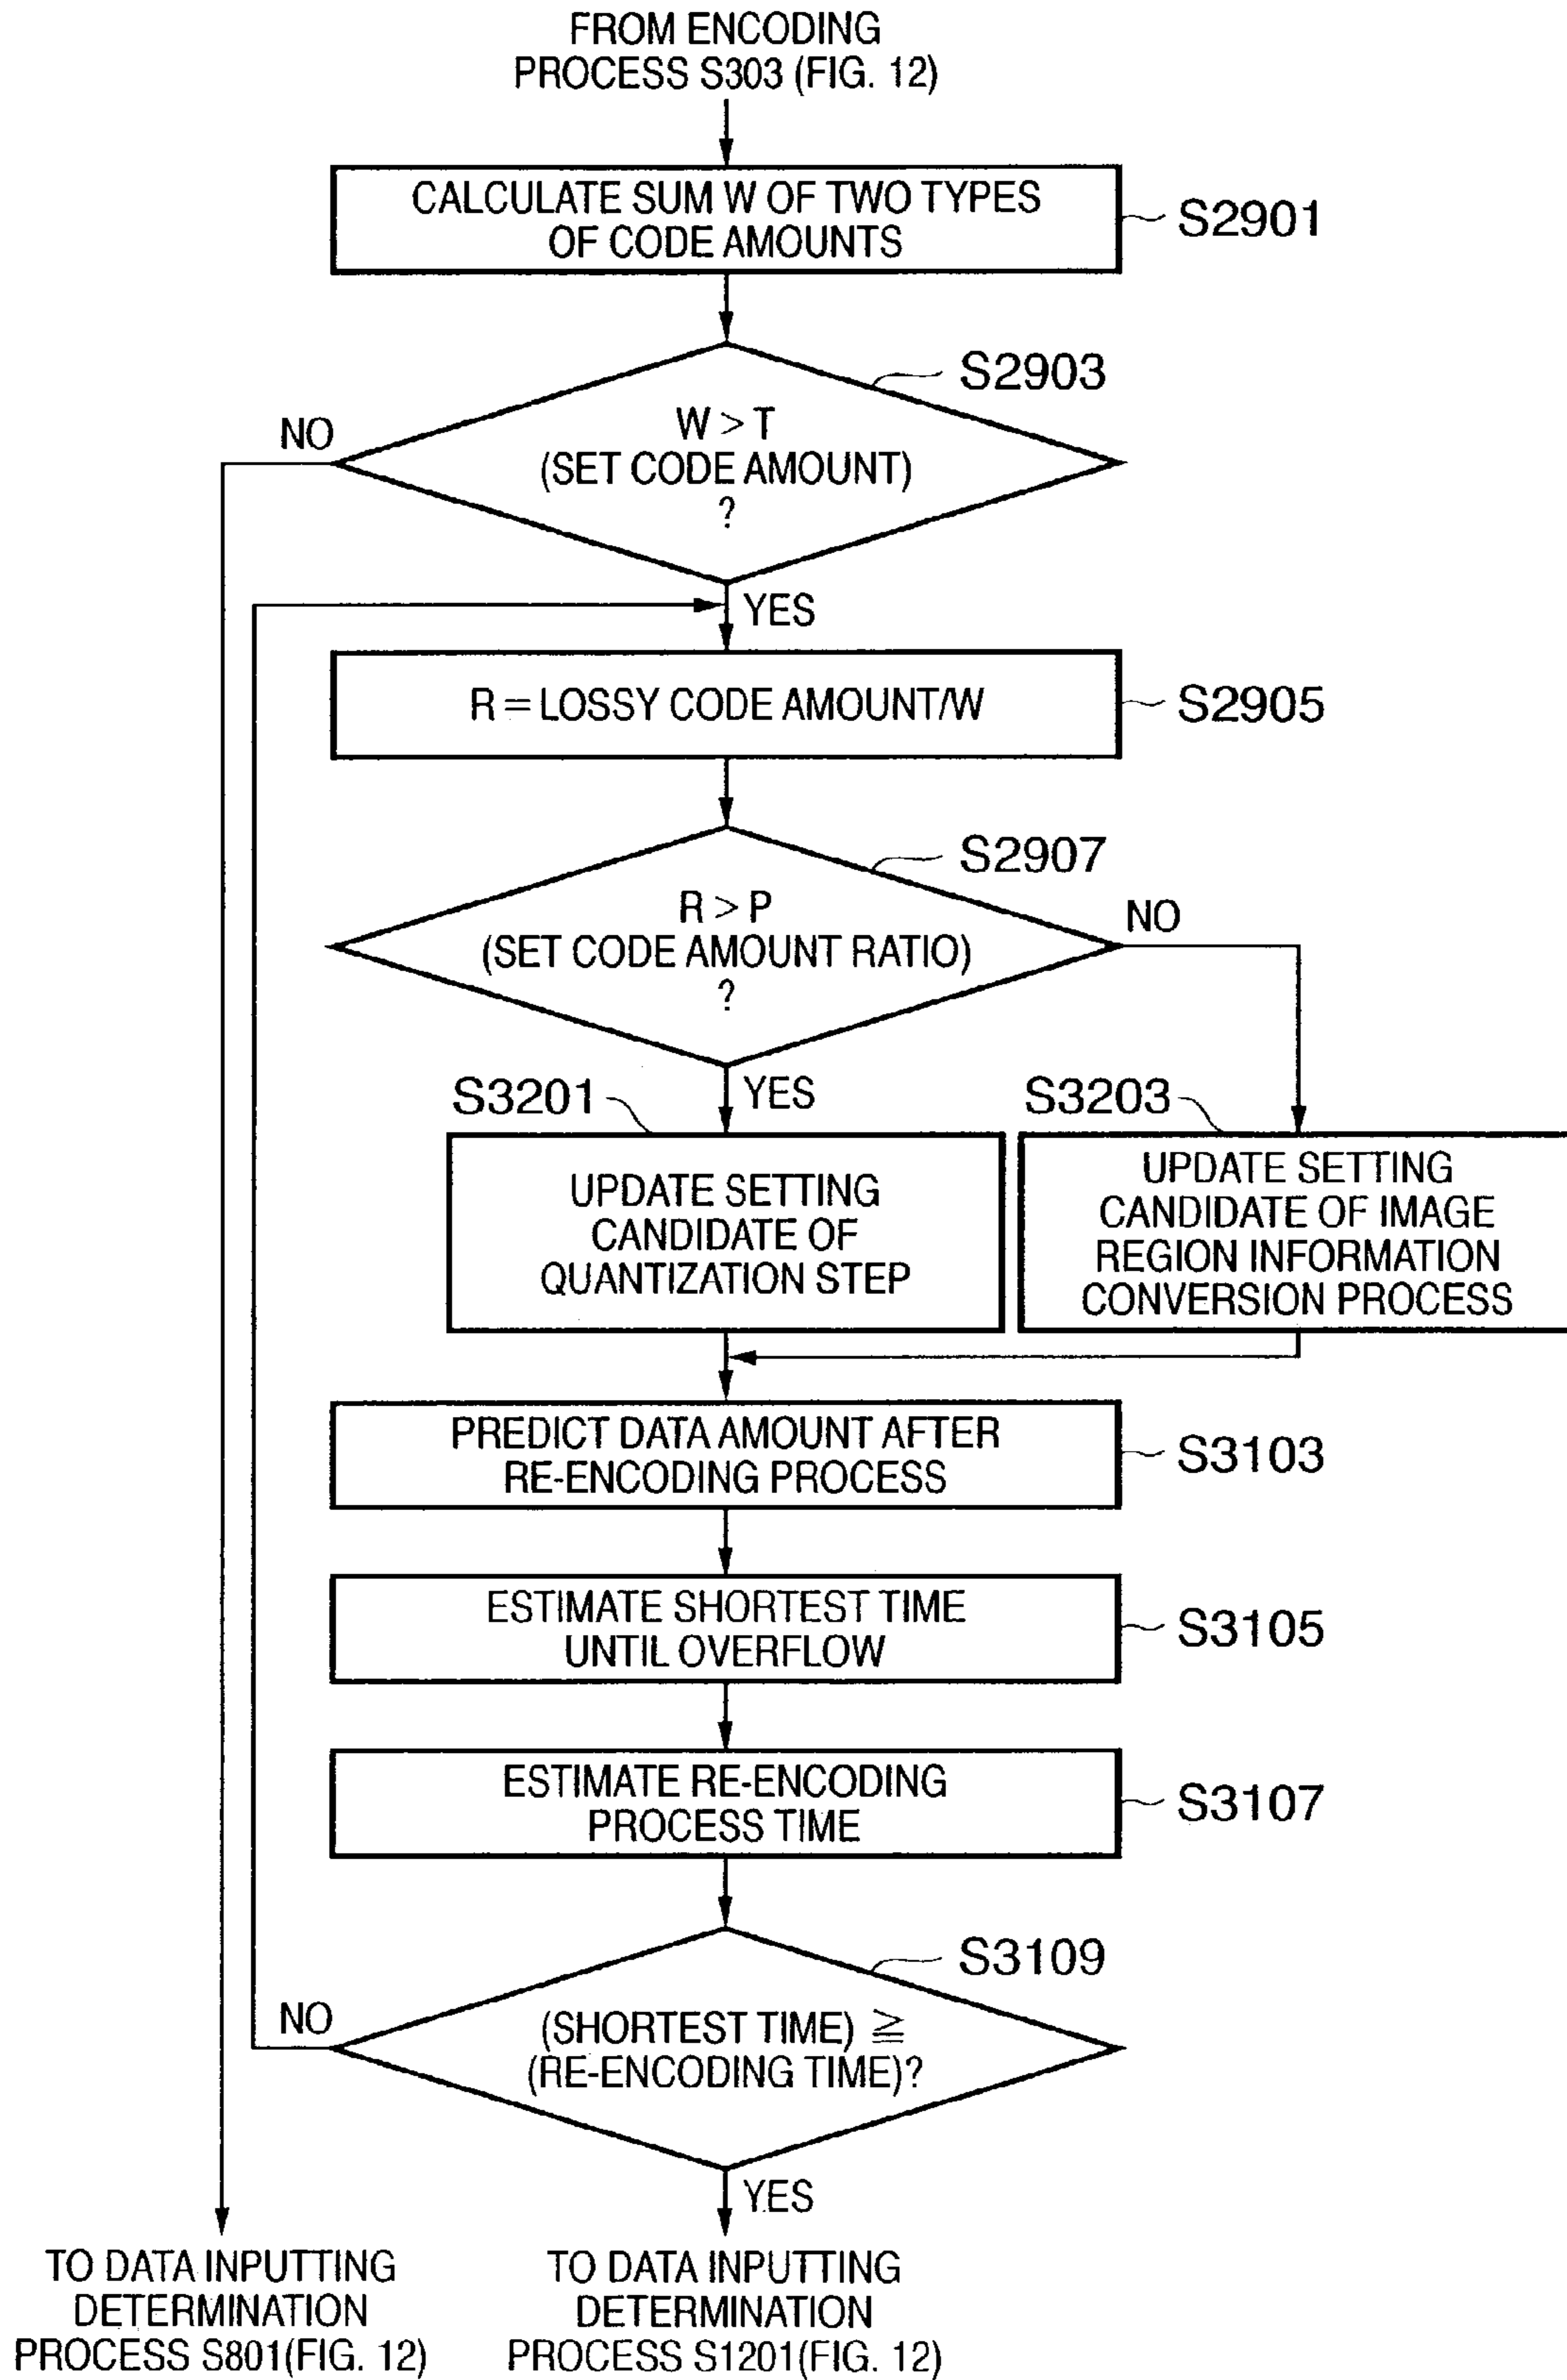 FROM ENCODING
PROCESS S303 (FIG. 12)
CALCULATE SUM W OF TWO TYPES
OF CODE AMOUNTS
S2901
S2903
W > T
(SET CODE AMOUNT)
?
NO
YES
R = LOSSY CODE AMOUNT/W
S2905
S2907
R > P
(SET CODE AMOUNT RATIO)
?
NO
YES
S3201
UPDATE SETTING
CANDIDATE OF
QUANTIZATION STEP
S3203
UPDATE SETTING
CANDIDATE OF IMAGE
REGION INFORMATION
CONVERSION PROCESS
PREDICT DATA AMOUNT AFTER
RE-ENCODING PROCESS
S3103
ESTIMATE SHORTEST TIME
UNTIL OVERFLOW
S3105
ESTIMATE RE-ENCODING
PROCESS TIME
S3107
S3109
(SHORTEST TIME) ≧
(RE-ENCODING TIME)?
NO
YES
TO DATA INPUTTING
DETERMINATION
PROCESS S801(FIG. 12)
TO DATA INPUTTING
DETERMINATION
PROCESS S1201(FIG. 12)